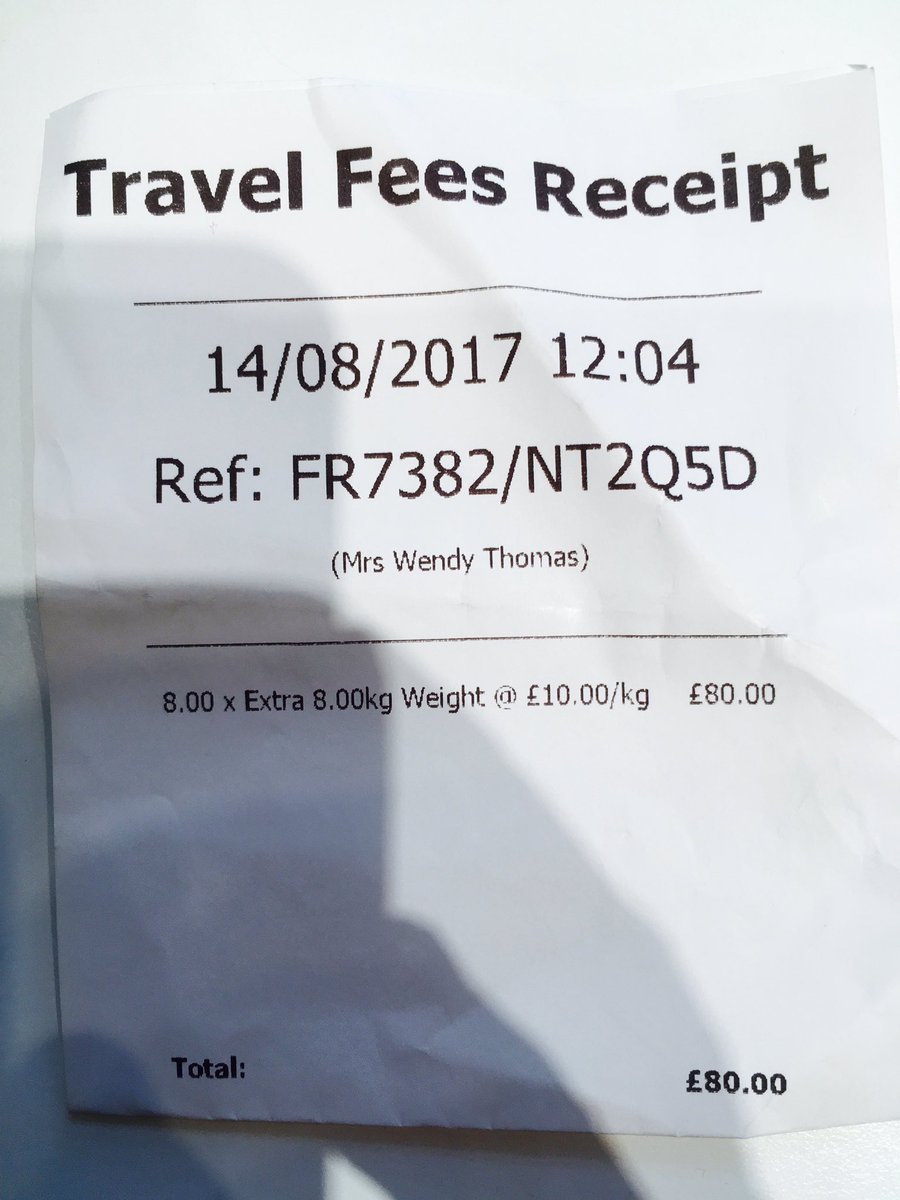 Travel Fees Receipt
14/08/2017 12:04
Ref: FR7382/NT2Q5D
(Mrs Wendy Thomas)
8.00 x Extra 8.00kg Weight @ £10.00/kg £80.00
Total: £80.00